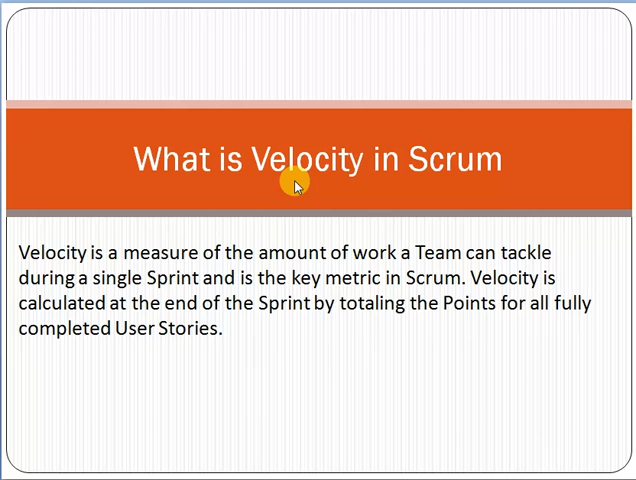 What is Velocity in Scrum
Velocity is a measure of the amount of work a Team can tackle
during a single Sprint and is the key metric in Scrum. Velocity is
calculated at the end of the Sprint by totaling the Points for all fully
completed User Stories.